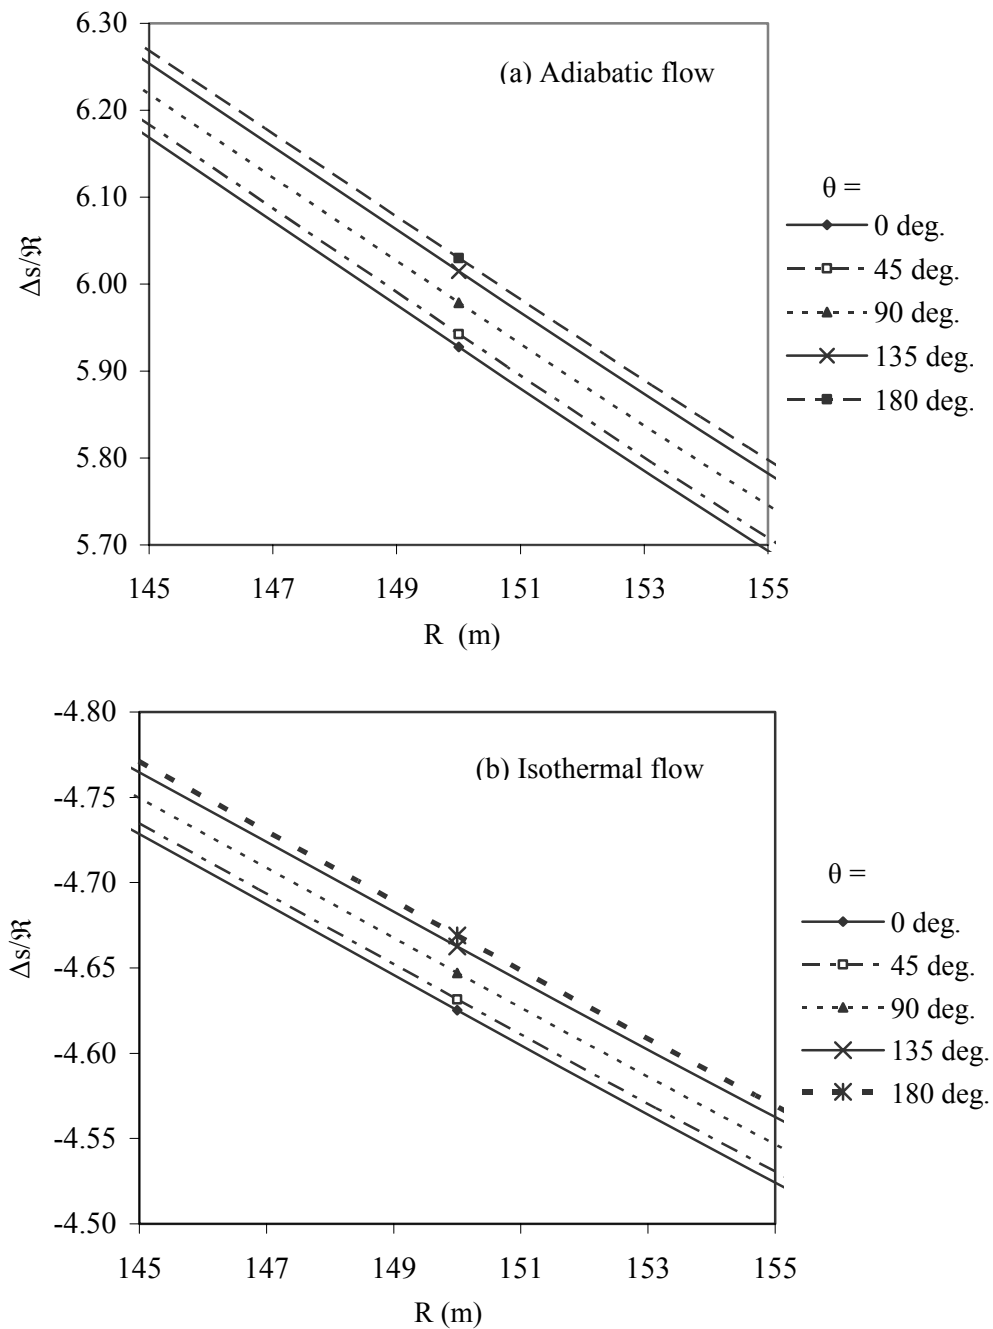 6.30
(a) Adiabatic flow
6.20
6.10
6.00
5.90
5.80
5.70
Δs/ℜ
145 147 149 151 153 155
R (m)
θ =
0 deg.
45 deg.
90 deg.
135 deg.
180 deg.
-4.80
(b) Isothermal flow
-4.75
-4.70
-4.65
-4.60
-4.55
-4.50
Δs/ℜ
145 147 149 151 153 155
R (m)
θ =
0 deg.
45 deg.
90 deg.
135 deg.
180 deg.